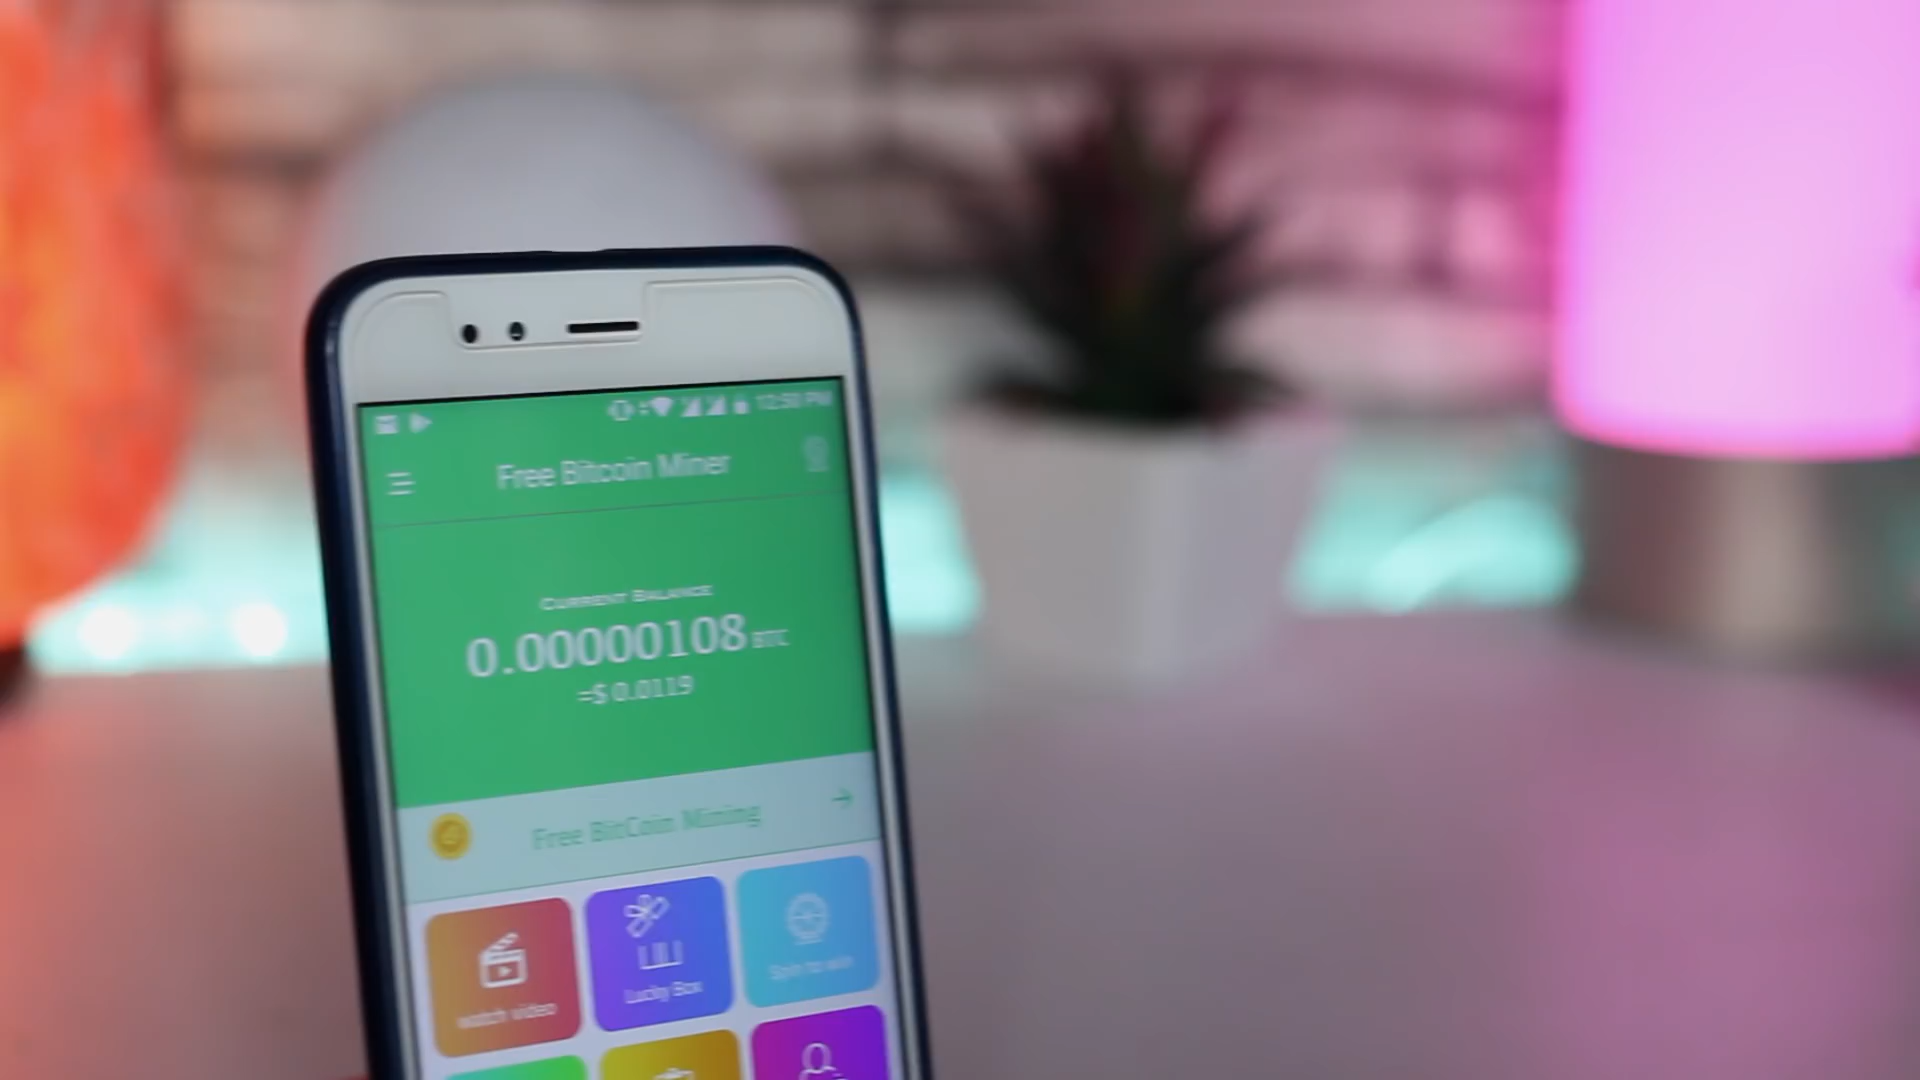 12:50 PM
Free Bitcoin Miner
CURRENT BALANCE
0.00000108 BTC
=$ 0.0119
Free BitCoin Mining
watch video
Lucky Box
Spin to win